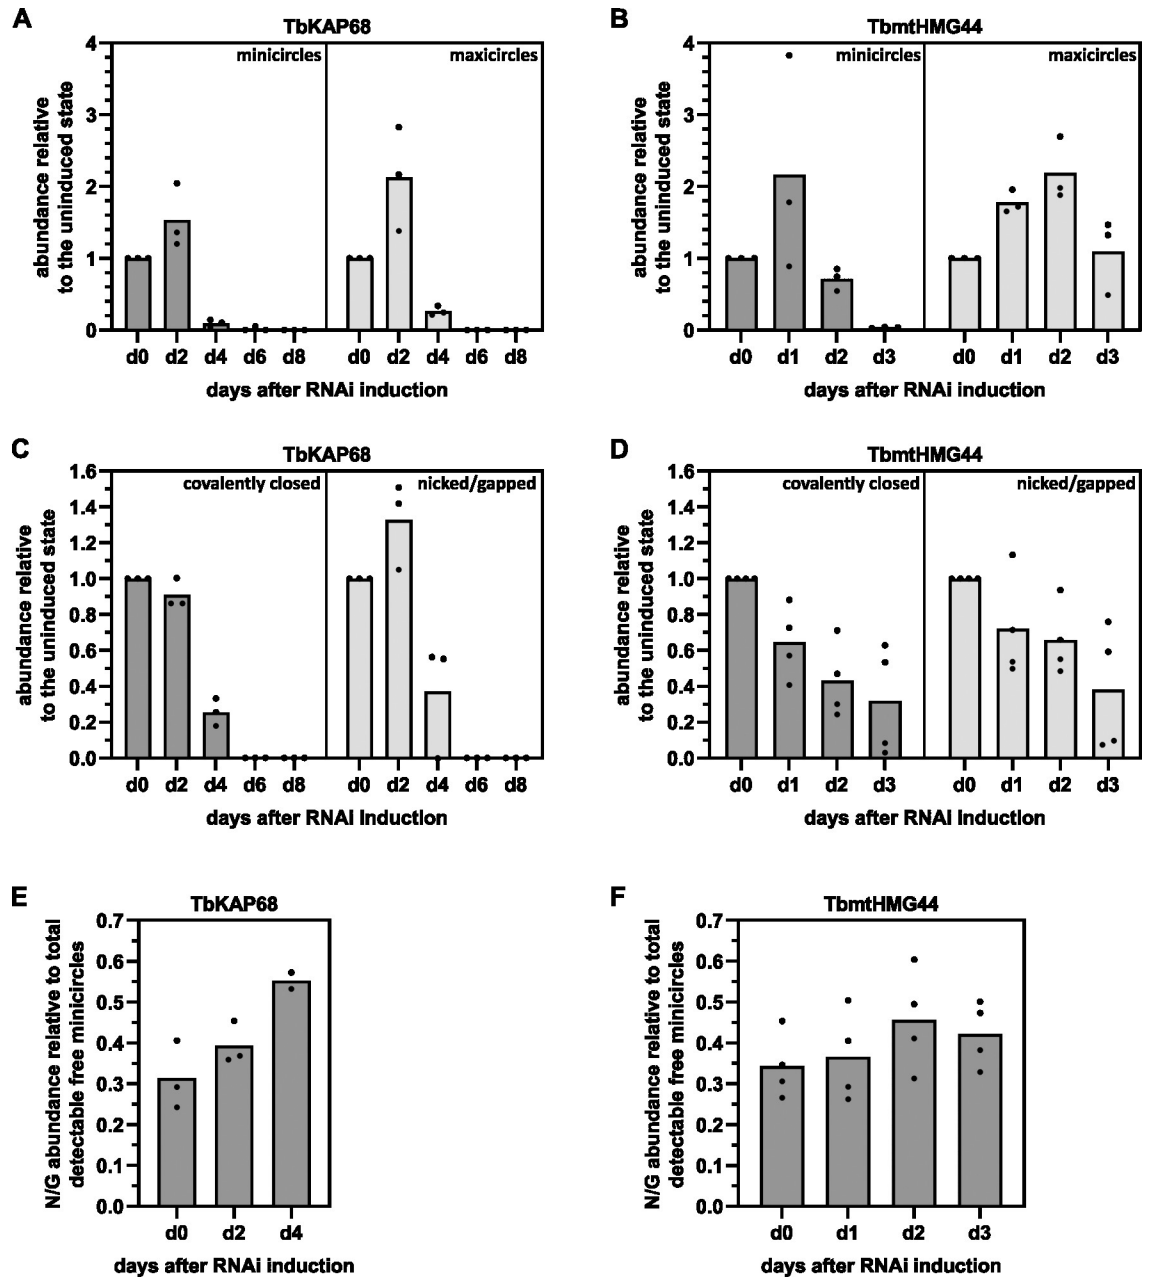 A
TbKAP68
minicircles
maxicircles
abundance relative
to the uninduced state
4
3
2
1
0
d0 d2 d4 d6 d8 d0 d2 d4 d6 d8
days after RNAi induction
B
TbmtHMG44
minicircles
maxicircles
abundance relative
to the uninduced state
4
3
2
1
0
d0 d1 d2 d3 d0 d1 d2 d3
days after RNAi induction
C
TbKAP68
covalently closed
nicked/gapped
abundance relative
to the uninduced state
1.6
1.4
1.2
1.0
0.8
0.6
0.4
0.2
0.0
d0 d2 d4 d6 d8 d0 d2 d4 d6 d8
days after RNAi induction
D
TbmtHMG44
covalently closed
nicked/gapped
abundance relative
to the uninduced state
1.6
1.4
1.2
1.0
0.8
0.6
0.4
0.2
0.0
d0 d1 d2 d3 d0 d1 d2 d3
days after RNAi induction
E
TbKAP68
N/G abundance relative to total
detectable free minicircles
0.7
0.6
0.5
0.4
0.3
0.2
0.1
0.0
d0 d2 d4
days after RNAi induction
F
TbmtHMG44
N/G abundance relative to total
detectable free minicircles
0.7
0.6
0.5
0.4
0.3
0.2
0.1
0.0
d0 d1 d2 d3
days after RNAi induction